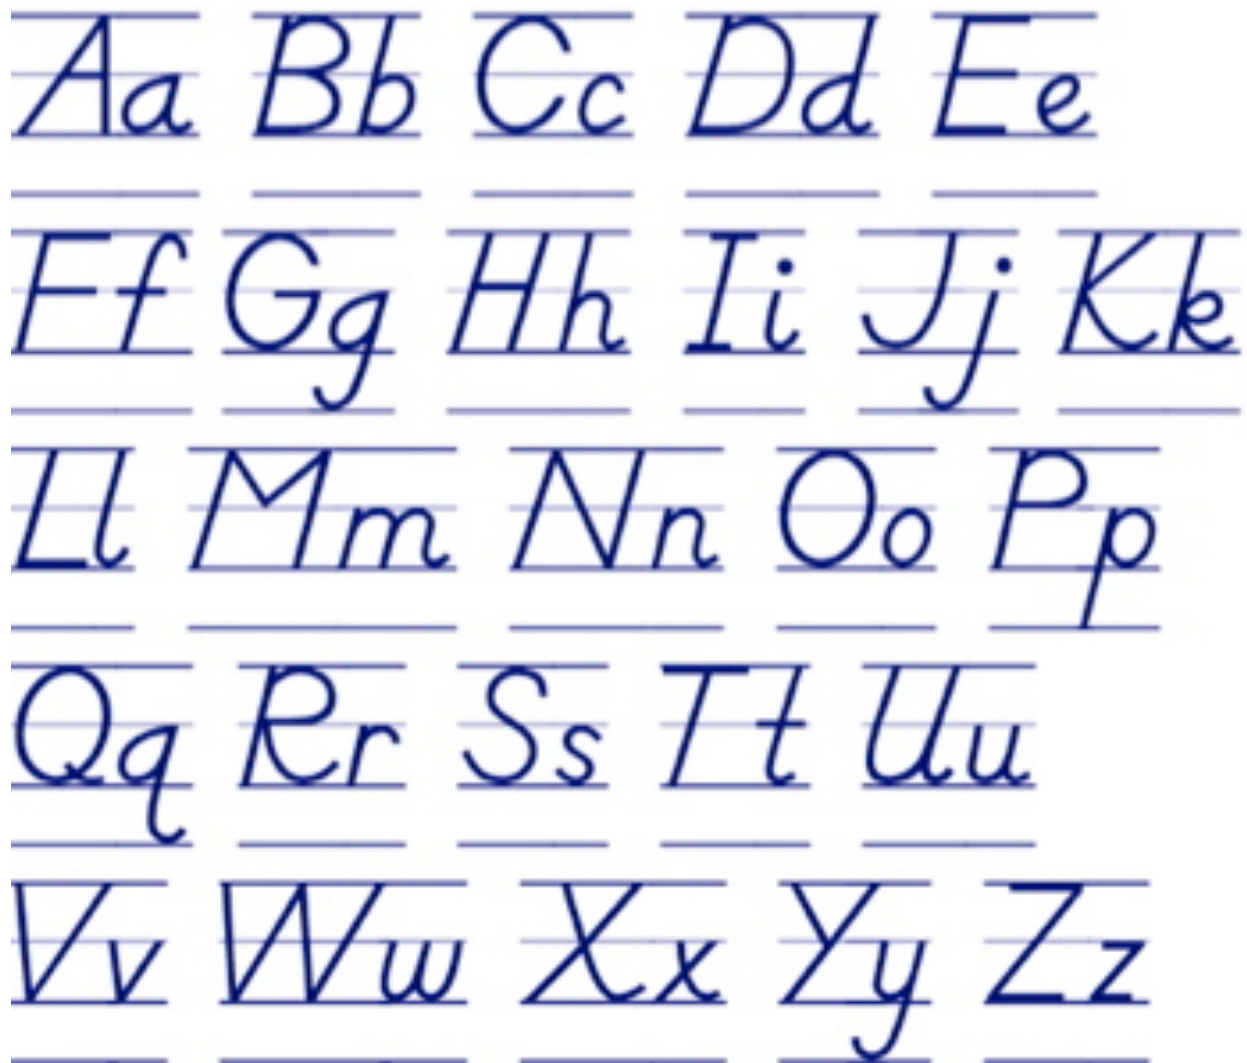 Aa Bb Cc Dd Ee
Ff Gg Hh Ii Jj Kk
Ll Mm Nn Oo Pp
Qq Rr Ss Tt Uu
Vv Ww Xx Yy Zz